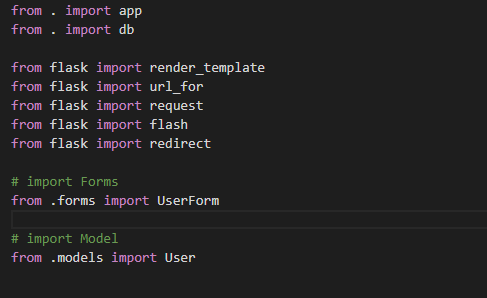 from . import app
from . import db
from flask import render_template
from flask import url_for
from flask import request
from flask import flash
from flask import redirect
# import Forms
from .forms import UserForm
# import Model
from .models import User